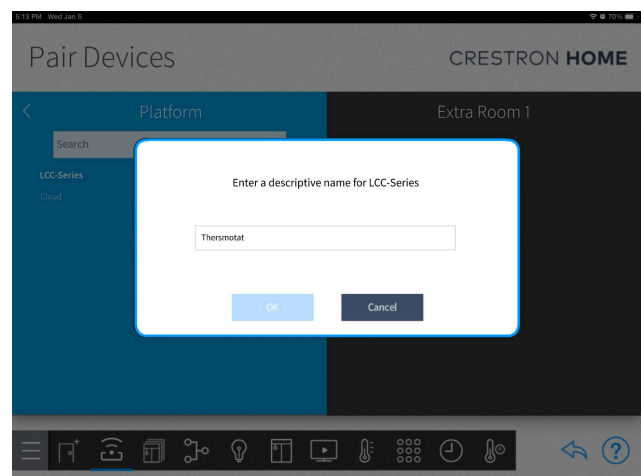 5:13 PM Wed Jan 5
70%
Pair Devices
CRESTRON HOME
Platform
Extra Room 1
Search
LCC-Series
Cloud
Enter a descriptive name for LCC-Series
Thersmotat
OK
Cancel
?